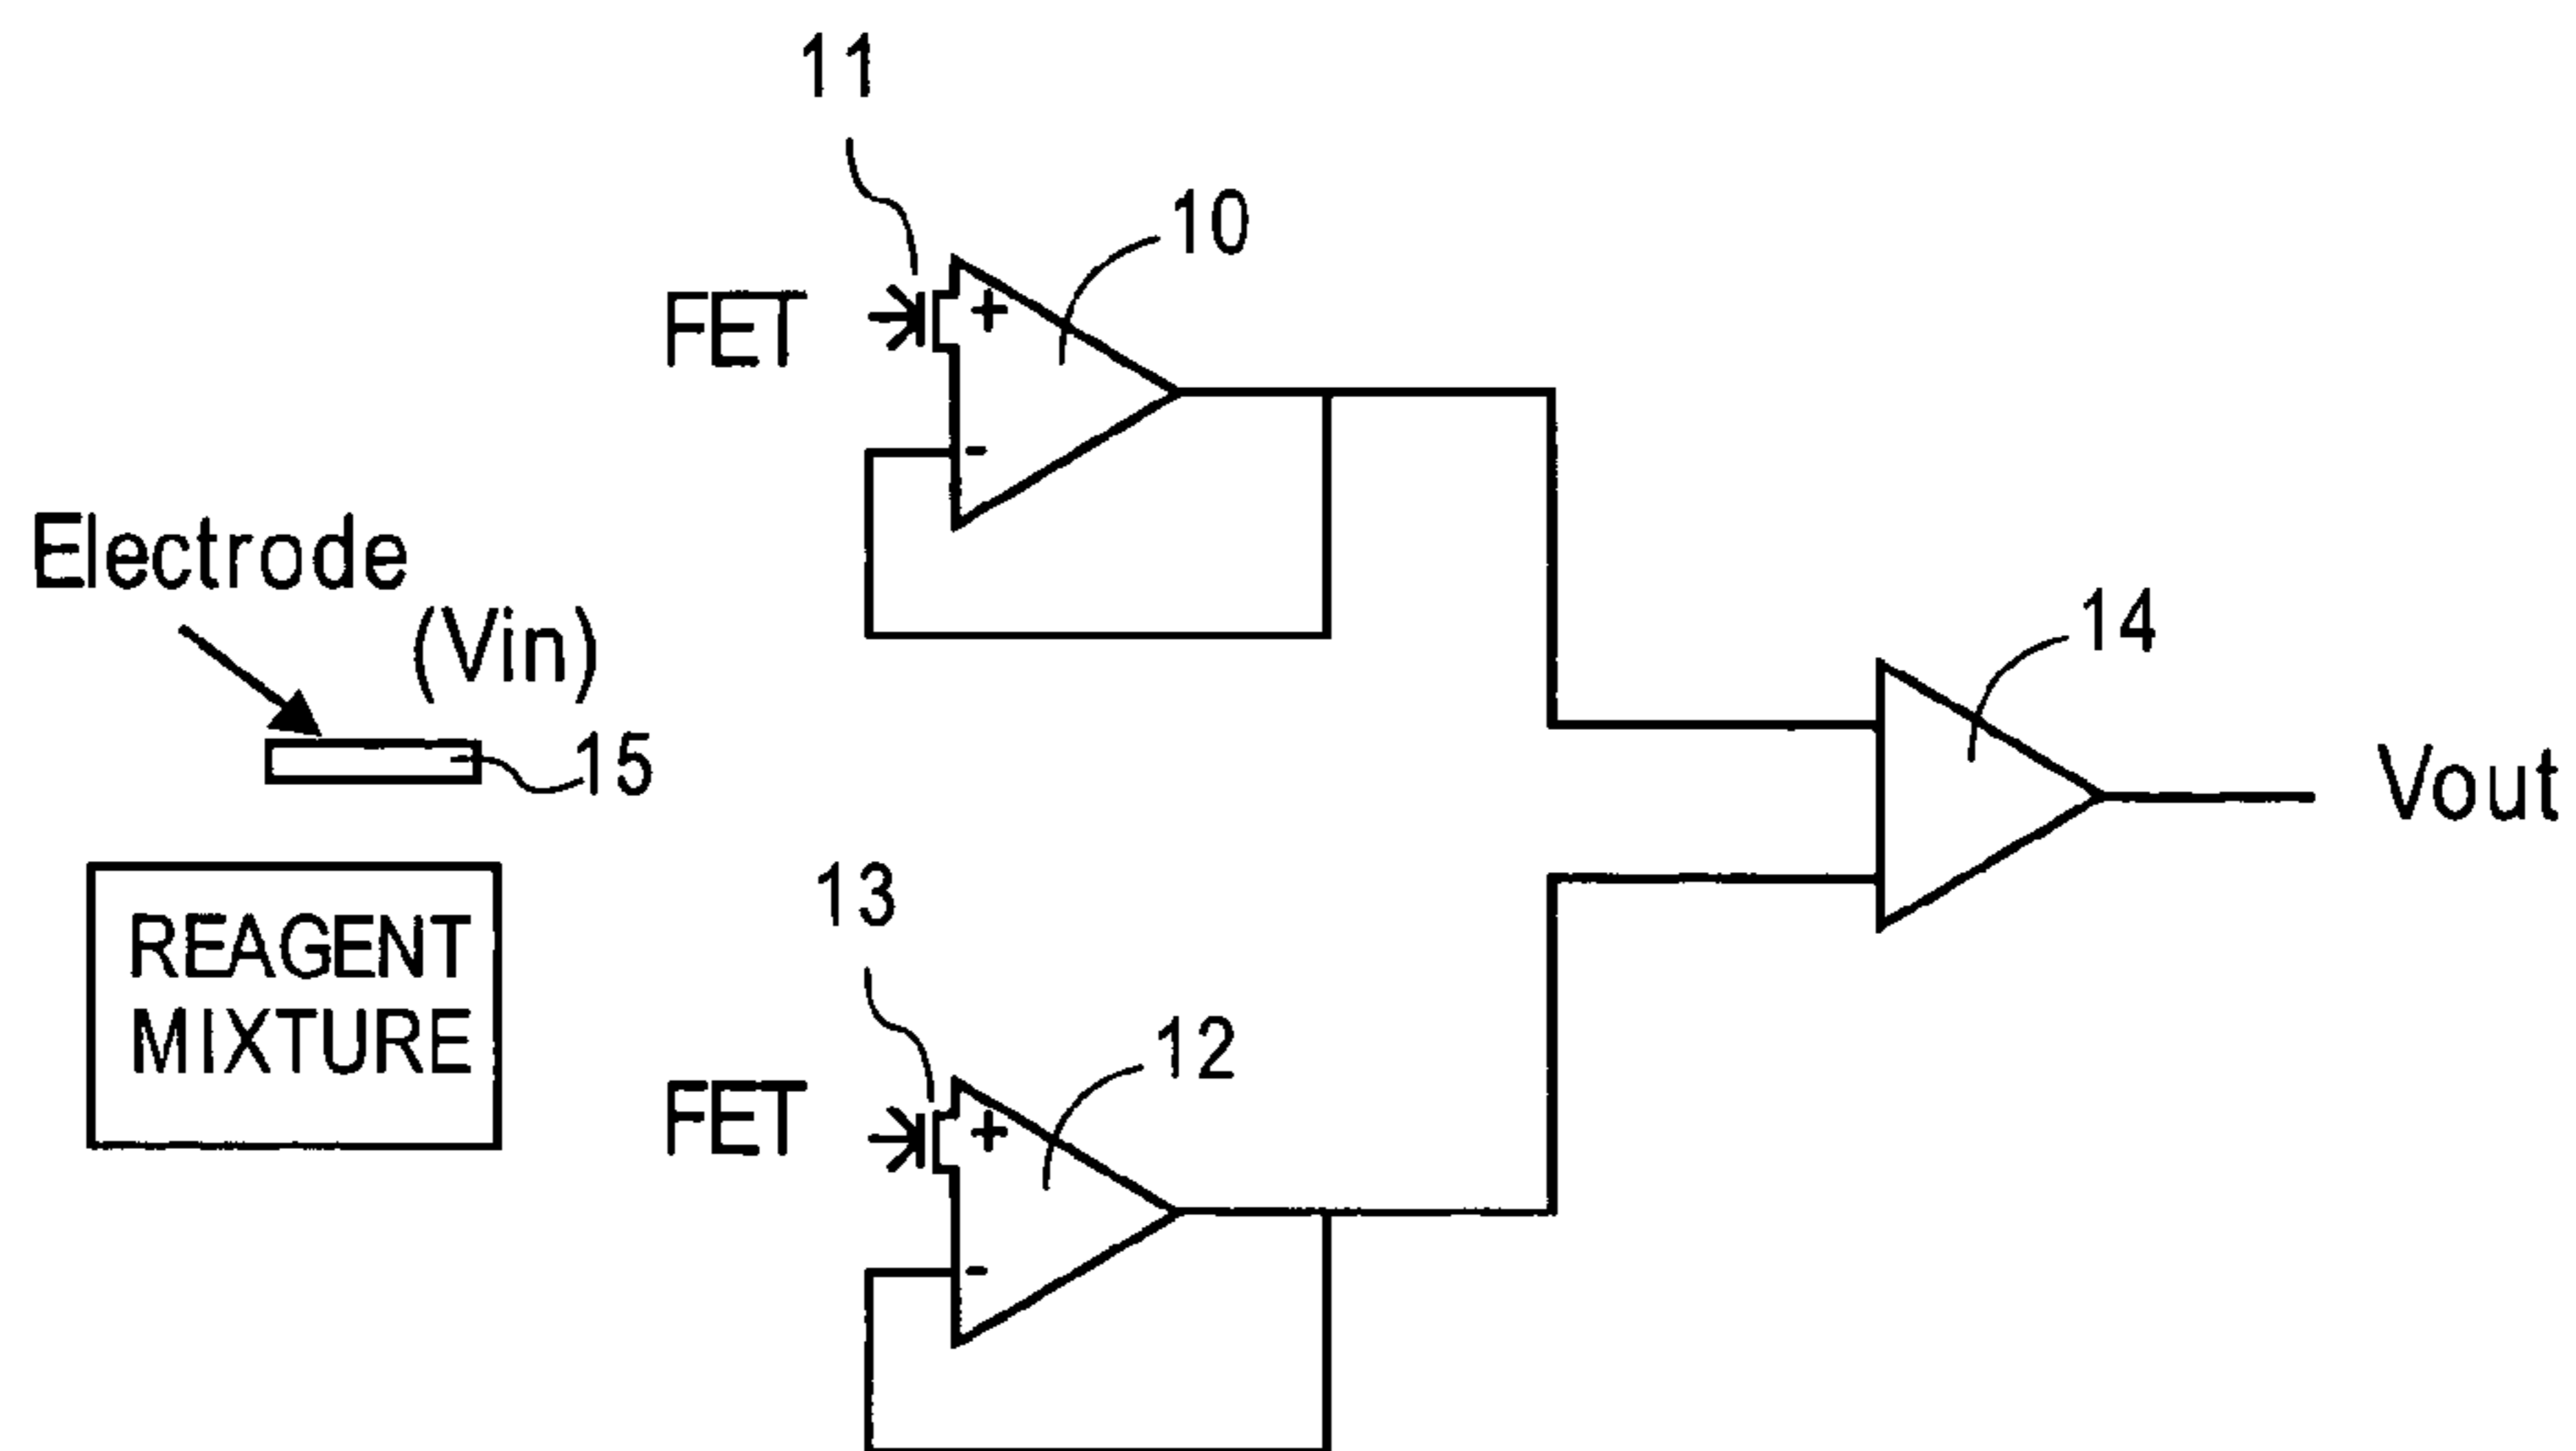 11
10
FET
+
-
Electrode
(Vin)
15
14
Vout
REAGENT
MIXTURE
13
12
FET
+
-